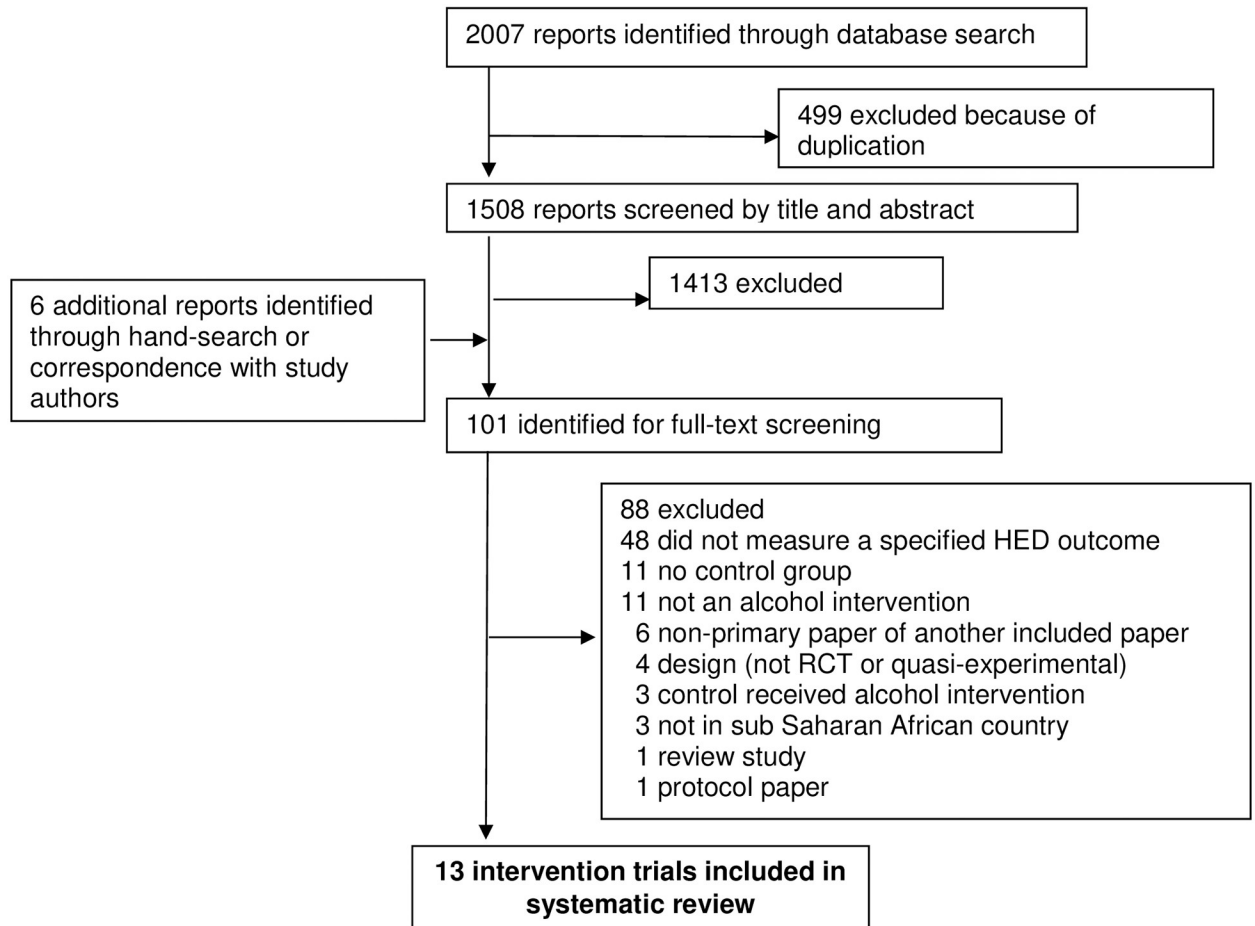 2007 reports identified through database search
499 excluded because of
duplication
1508 reports screened by title and abstract
1413 excluded
6 additional reports identified
through hand-search or
correspondence with study
authors
101 identified for full-text screening
88 excluded
48 did not measure a specified HED outcome
11 no control group
11 not an alcohol intervention
6 non-primary paper of another included paper
4 design (not RCT or quasi-experimental)
3 control received alcohol intervention
3 not in sub Saharan African country
1 review study
1 protocol paper
13 intervention trials included in
systematic review